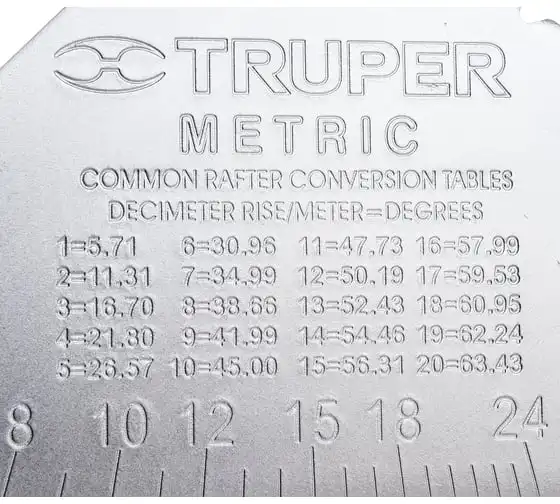 TRUPER
METRIC
COMMON RAFTER CONVERSION TABLES
DECIMETER RISE/METER=DEGREES
1=5.71 6=30.96 11=47.73 16=57.99
2=11.31 7=34.99 12=50.19 17=59.53
3=16.70 8=38.66 13=52.43 18=60.95
4=21.80 9=41.99 14=54.46 19=62.24
5=26.57 10=45.00 15=56.31 20=63.43
8 10 12 15 18 24